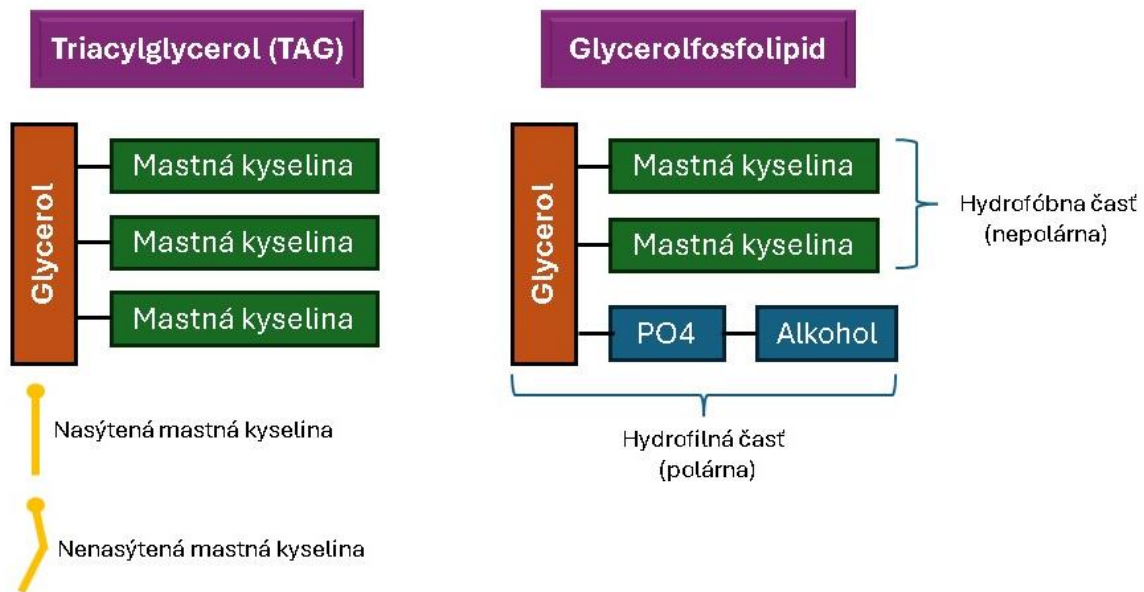 Triacylglycerol (TAG)
Glycerol
Mastná kyselina
Mastná kyselina
Mastná kyselina
Nasýtená mastná kyselina
Nenasýtená mastná kyselina
Glycerolfosfolipid
Glycerol
Mastná kyselina
Mastná kyselina
PO4
Alkohol
Hydrofóbna časť
(nepolárna)
Hydrofilná časť
(polárna)